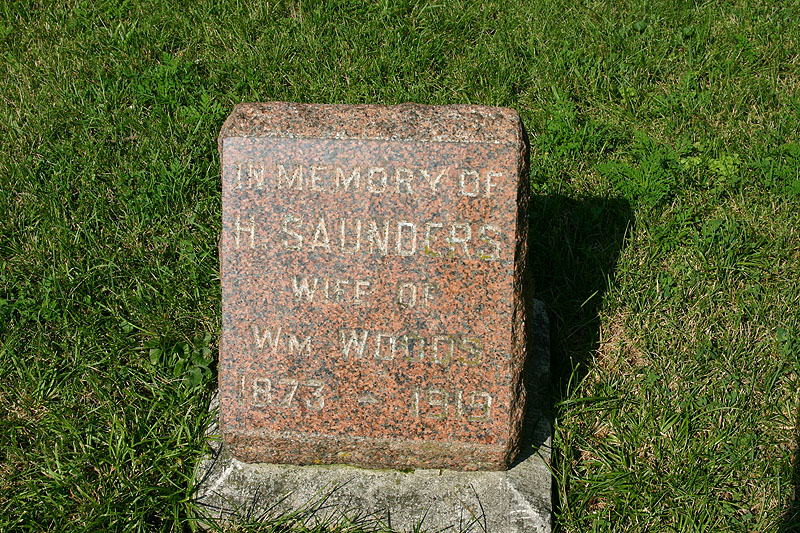 IN MEMORY OF
H SAUNDERS
WIFE OF
WM WOODS
1873 - 1919